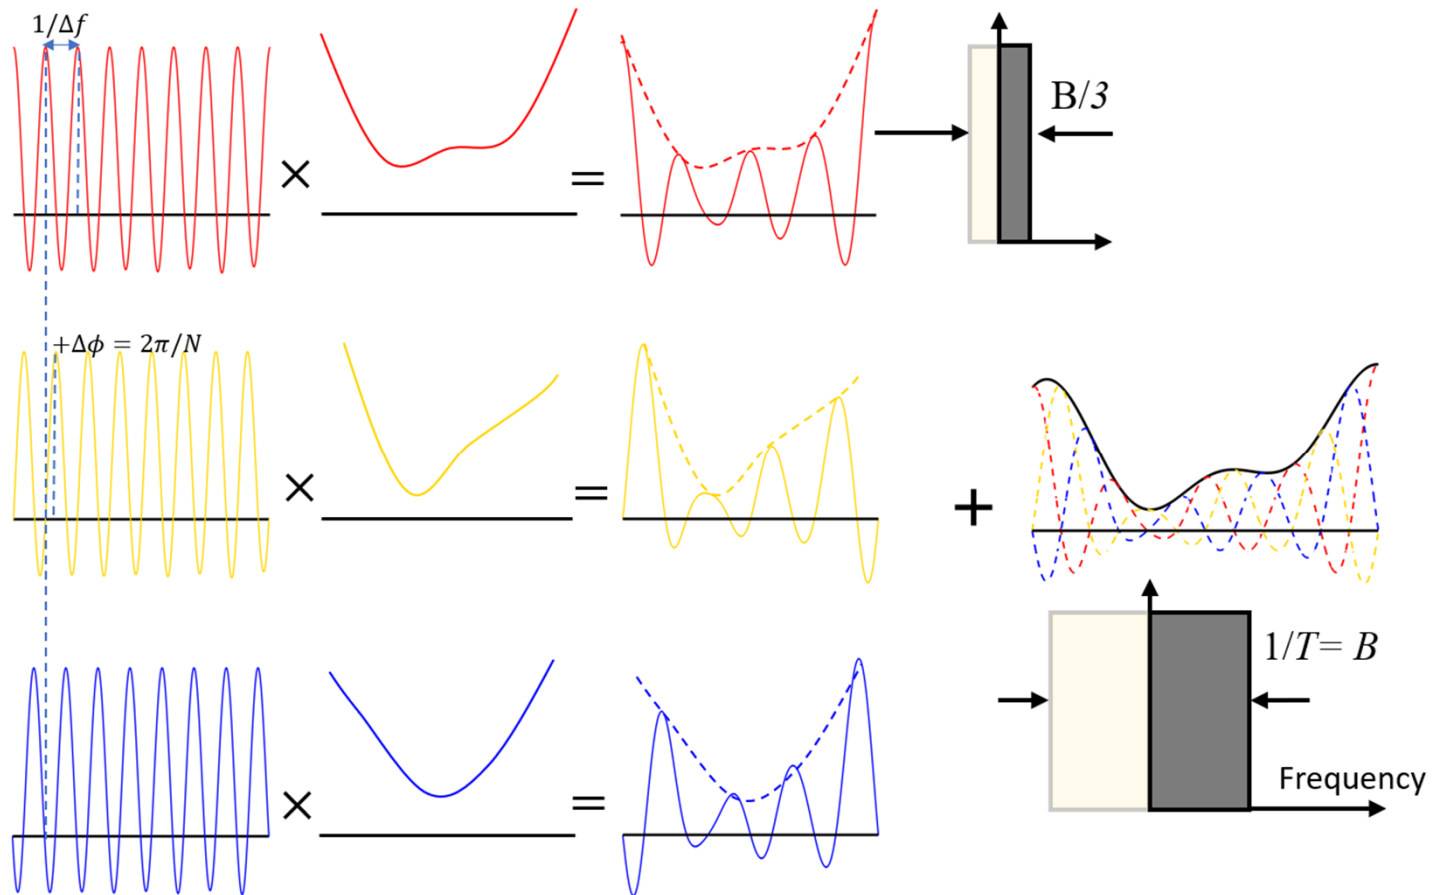 1/Δf
×
=
B/3
+Δϕ = 2π/N
×
=
+
1/T= B
×
=
Frequency